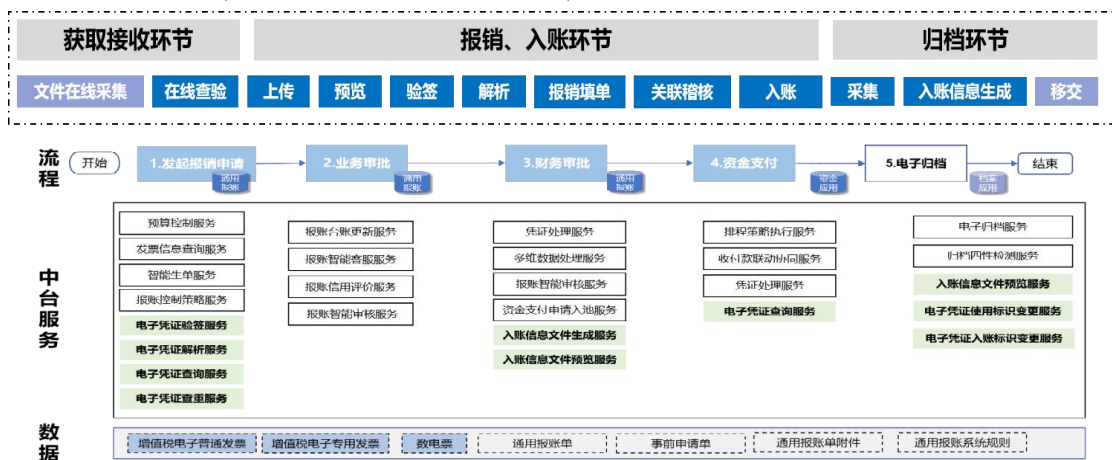 获取接收环节
报销、入账环节
归档环节
文件在线采集
在线查验
上传
预览
验签
解析
报销填单
关联稽核
入账
采集
入账信息生成
移交
流程
开始
1.发起报销申请
通用报账
2.业务审批
通用报账
3.财务审批
通用报账
4.资金支付
资金应用
5.电子归档
档案应用
结束
中台服务
预算控制服务
发票信息查询服务
智能生单服务
报账控制策略服务
电子凭证验签服务
电子凭证解析服务
电子凭证查询服务
电子凭证查重服务
报账台账更新服务
报账智能客服服务
报账信用评价服务
报账智能审核服务
凭证处理服务
多维数据处理服务
报账智能审核服务
资金支付申请入池服务
入账信息文件生成服务
入账信息文件预览服务
排程策略执行服务
收付款联动协同服务
凭证处理服务
电子凭证查询服务
电子归档服务
归档四性检测服务
入账信息文件预览服务
电子凭证使用标识变更服务
电子凭证入账标识变更服务
数据
增值税电子普通发票
增值税电子专用发票
数电票
通用报账单
事前申请单
通用报账单附件
通用报账系统规则